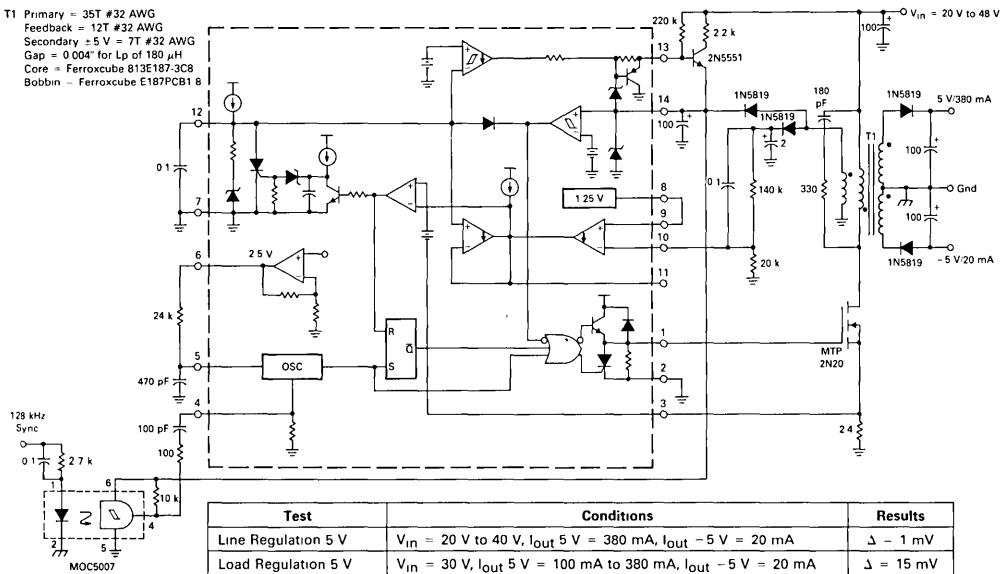 T1 Primary = 35T #32 AWG
Feedback = 12T #32 AWG
Secondary ±5 V = 7T #32 AWG
Gap = 0 004" for Lp of 180 μH
Core = Ferroxcube 813E187-3C8
Bobbin – Ferroxcube E187PCB1 8
220 k
2 2 k
2N5551
100
+
Vin = 20 V to 48 V
13
14
100
+
1N5819
1N5819
180 pF
1N5819
5 V/380 mA
T1
100
+
Gnd
100
+
1N5819
-5 V/20 mA
+
2
0 1
140 k
330
20 k
12
0 1
7
8
1 25 V
9
10
11
6
2 5 V
24 k
5
OSC
470 pF
4
R
S
Q̅
1
2
3
MTP
2N20
2 4
128 kHz
Sync
0 1
2 7 k
100 pF
100
10 k
1
6
4
2
5
MOC5007
Test Conditions Results
Line Regulation 5 V Vin = 20 V to 40 V, Iout 5 V = 380 mA, Iout −5 V = 20 mA Δ – 1 mV
Load Regulation 5 V Vin = 30 V, Iout 5 V = 100 mA to 380 mA, Iout −5 V = 20 mA Δ = 15 mV